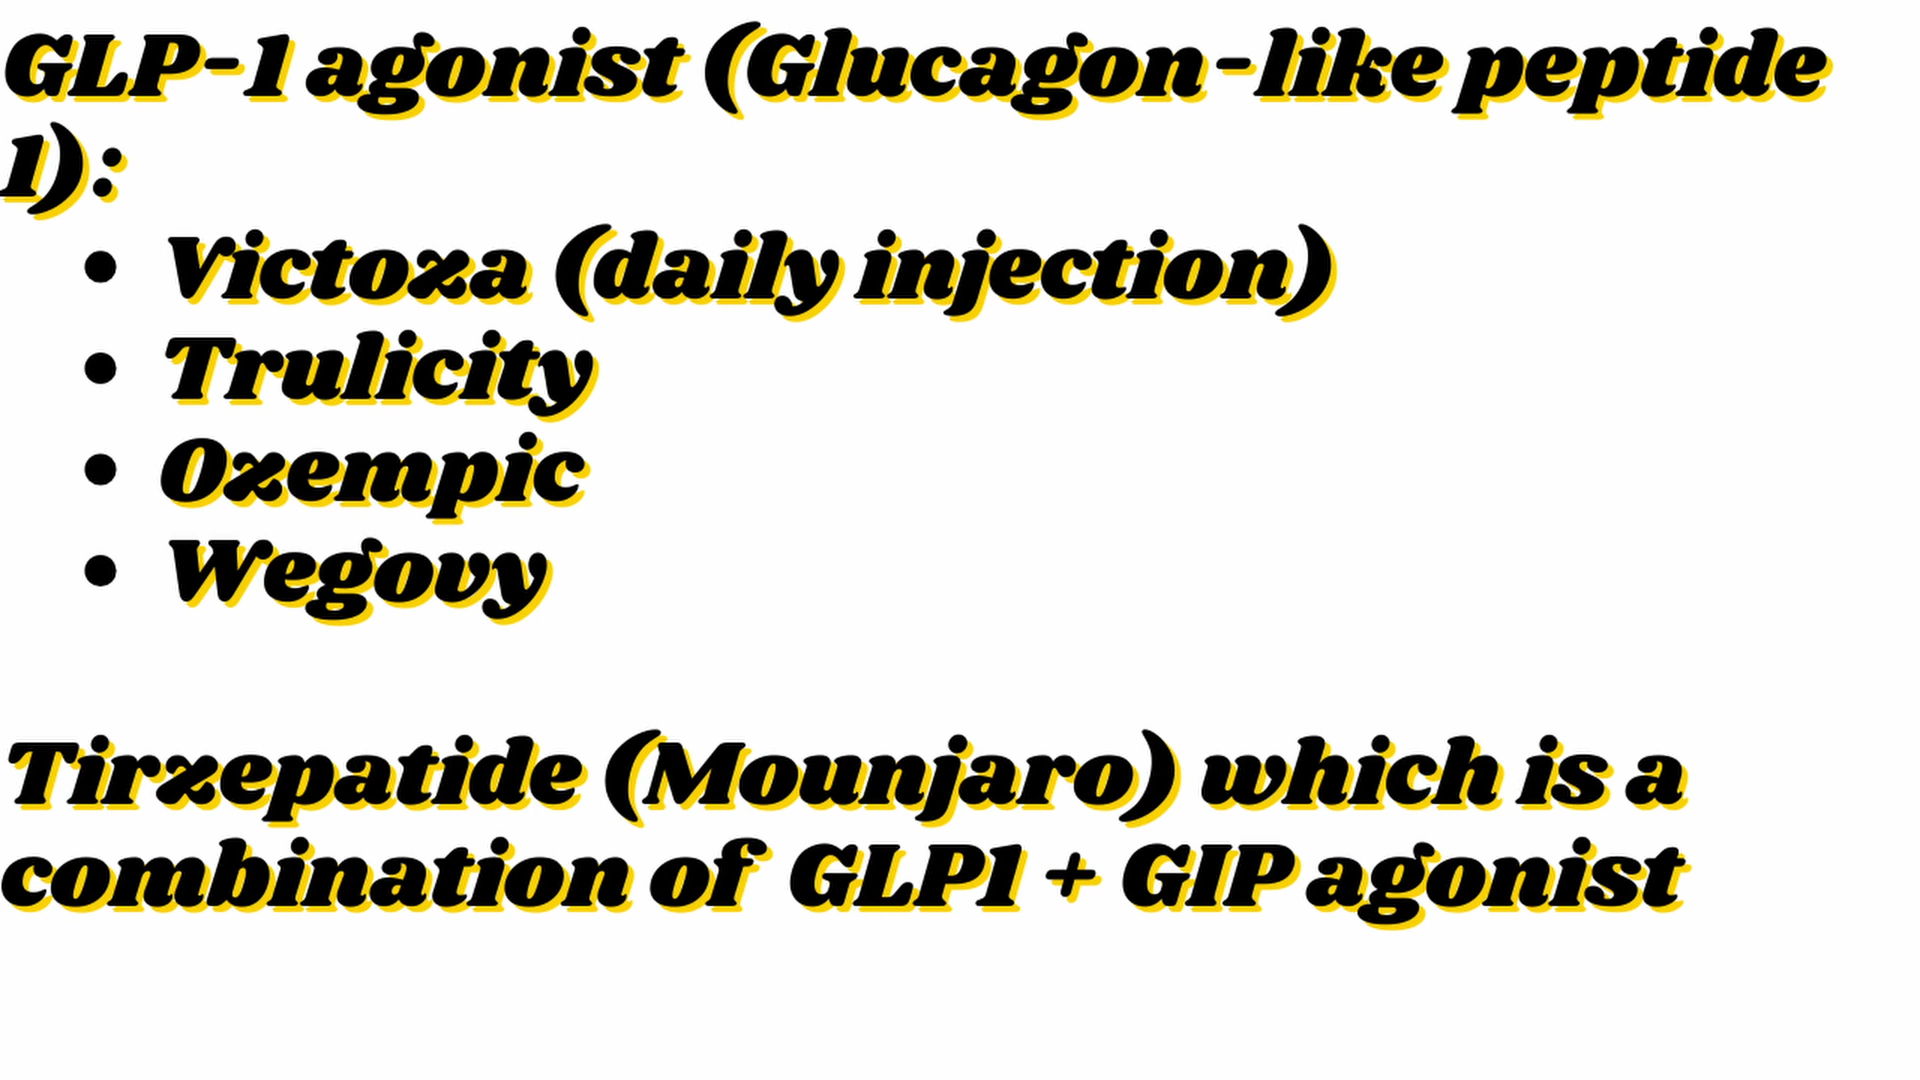 GLP-1 agonist (Glucagon-like peptide
1):
• Victoza (daily injection)
• Trulicity
• Ozempic
• Wegovy
Tirzepatide (Mounjaro) which is a
combination of GLP1 + GIP agonist